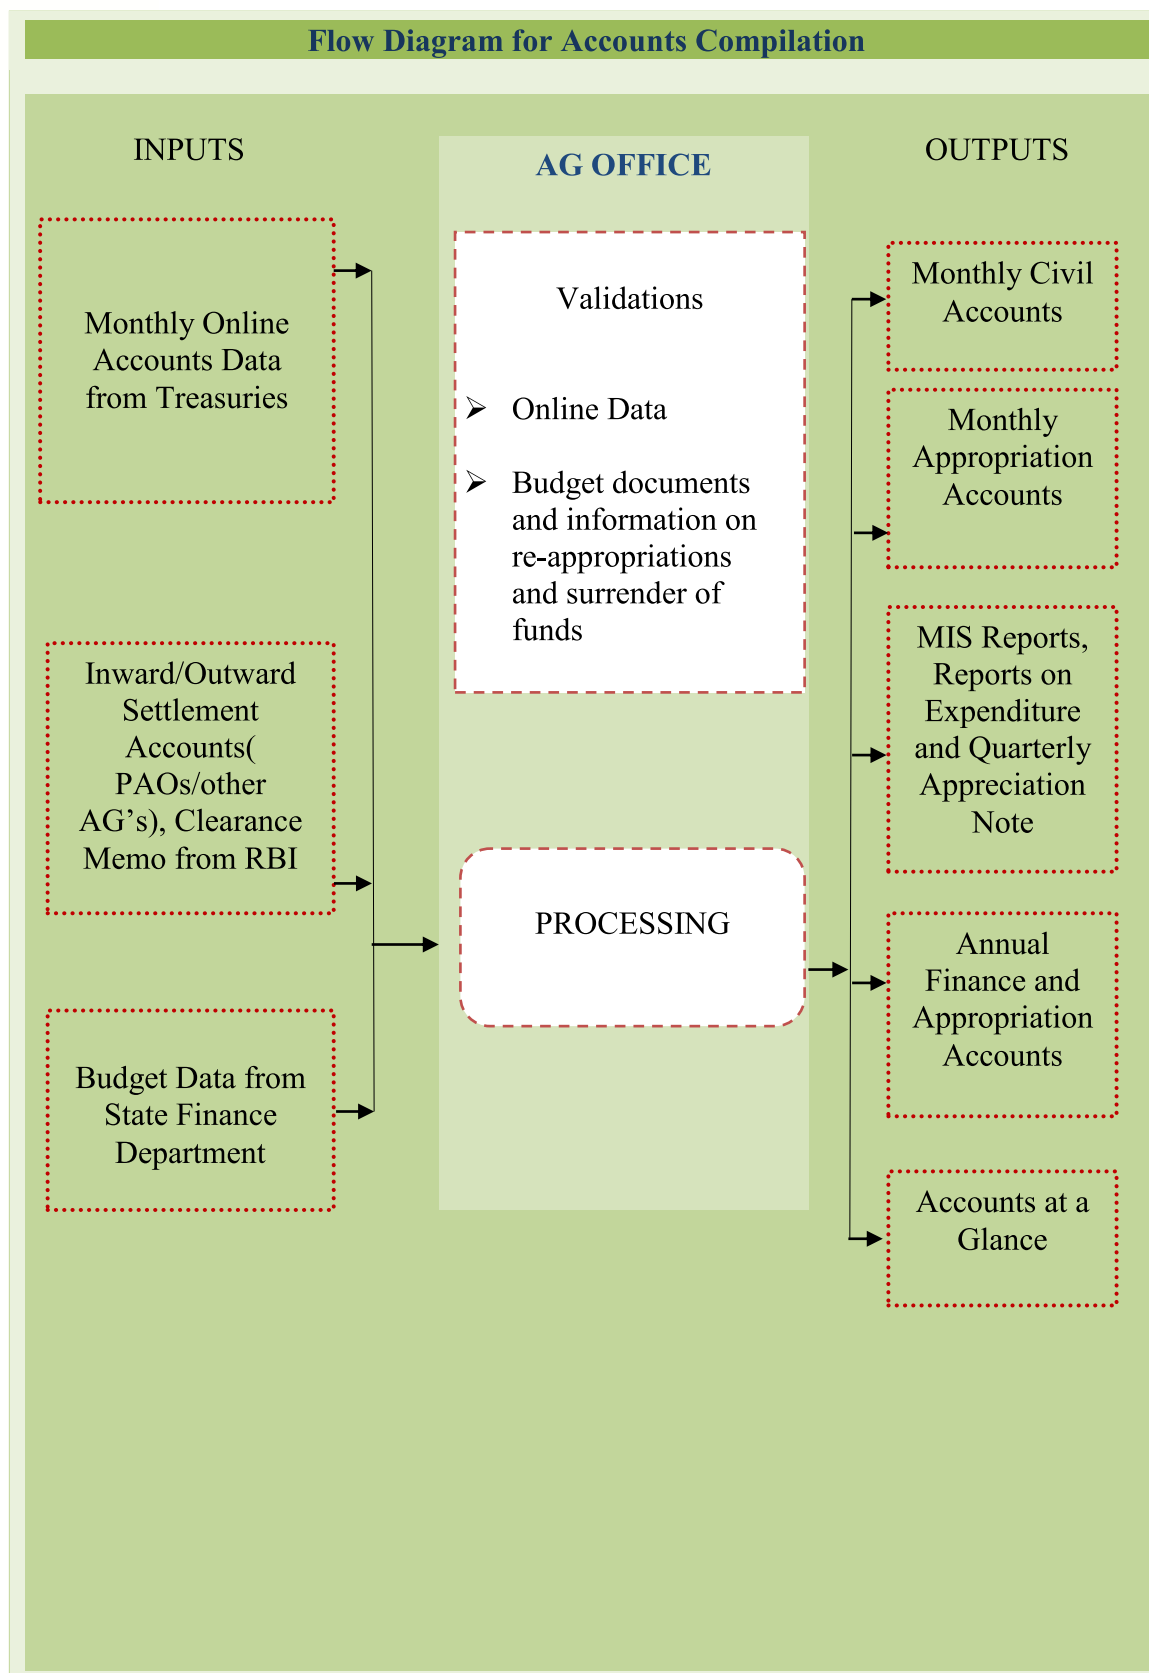 Flow Diagram for Accounts Compilation
INPUTS
Monthly Online
Accounts Data
from Treasuries
Inward/Outward
Settlement
Accounts(
PAOs/other
AG’s), Clearance
Memo from RBI
Budget Data from
State Finance
Department
AG OFFICE
Validations
➢ Online Data
➢ Budget documents
and information on
re-appropriations
and surrender of
funds
PROCESSING
OUTPUTS
Monthly Civil
Accounts
Monthly
Appropriation
Accounts
MIS Reports,
Reports on
Expenditure
and Quarterly
Appreciation
Note
Annual
Finance and
Appropriation
Accounts
Accounts at a
Glance